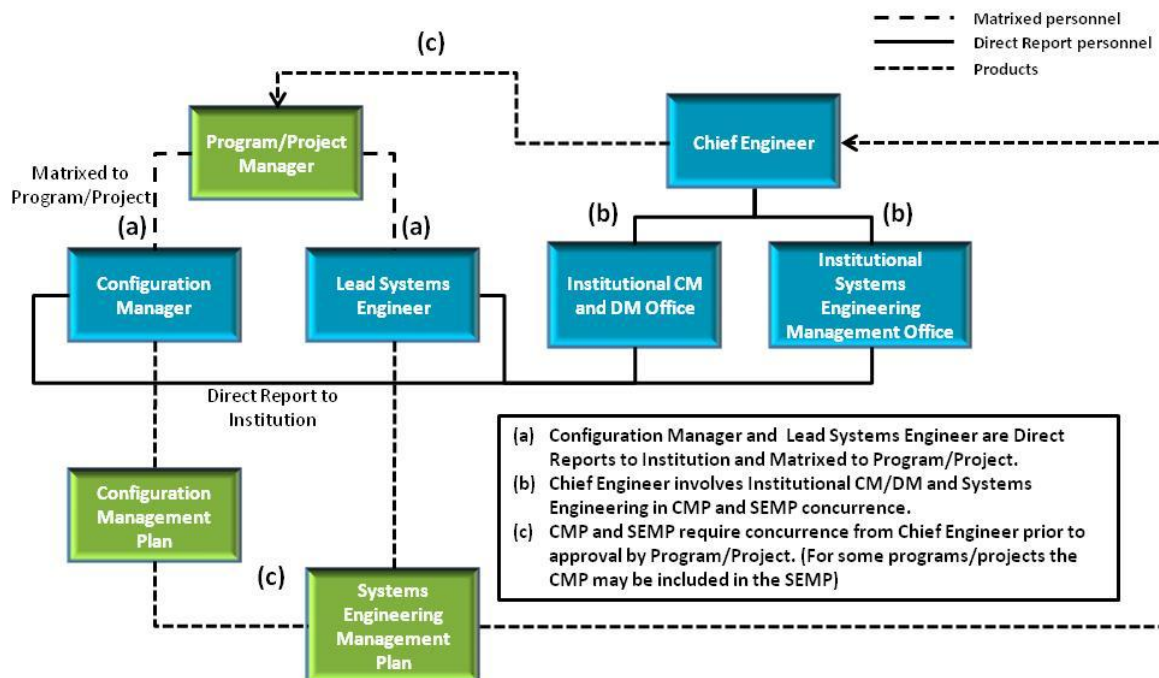 Matrixed personnel
Direct Report personnel
Products
(c)
Program/Project
Manager
Chief Engineer
Matrixed to
Program/Project
(a)
(a)
(b)
(b)
Configuration
Manager
Lead Systems
Engineer
Institutional CM
and DM Office
Institutional
Systems
Engineering
Management Office
Direct Report to
Institution
(a) Configuration Manager and Lead Systems Engineer are Direct
Reports to Institution and Matrixed to Program/Project.
(b) Chief Engineer involves Institutional CM/DM and Systems
Engineering in CMP and SEMP concurrence.
(c) CMP and SEMP require concurrence from Chief Engineer prior to
approval by Program/Project. (For some programs/projects the
CMP may be included in the SEMP)
Configuration
Management
Plan
(c)
Systems
Engineering
Management
Plan